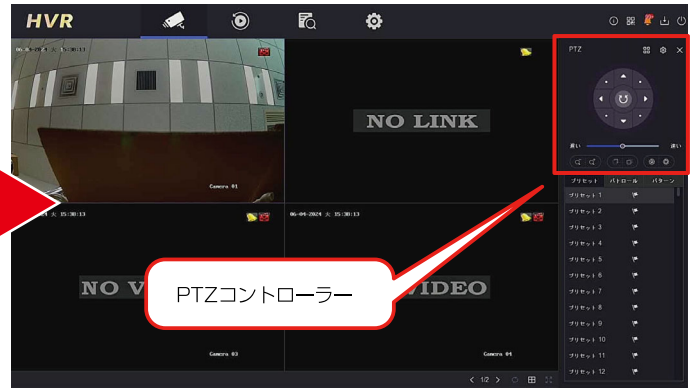 HVR
06-04-2024 火 15:30:13
Camera 01
NO LINK
PTZ
遅い 速い
プリセット パトロール パターン
プリセット 1
プリセット 2
プリセット 3
プリセット 4
プリセット 5
プリセット 6
プリセット 7
プリセット 8
プリセット 9
プリセット 10
プリセット 11
プリセット 12
火 15:30:13
06-04-2024 火 15:30:13
NO V
VIDEO
PTZコントローラー
Camera 03
Camera 04
< 1/2 >